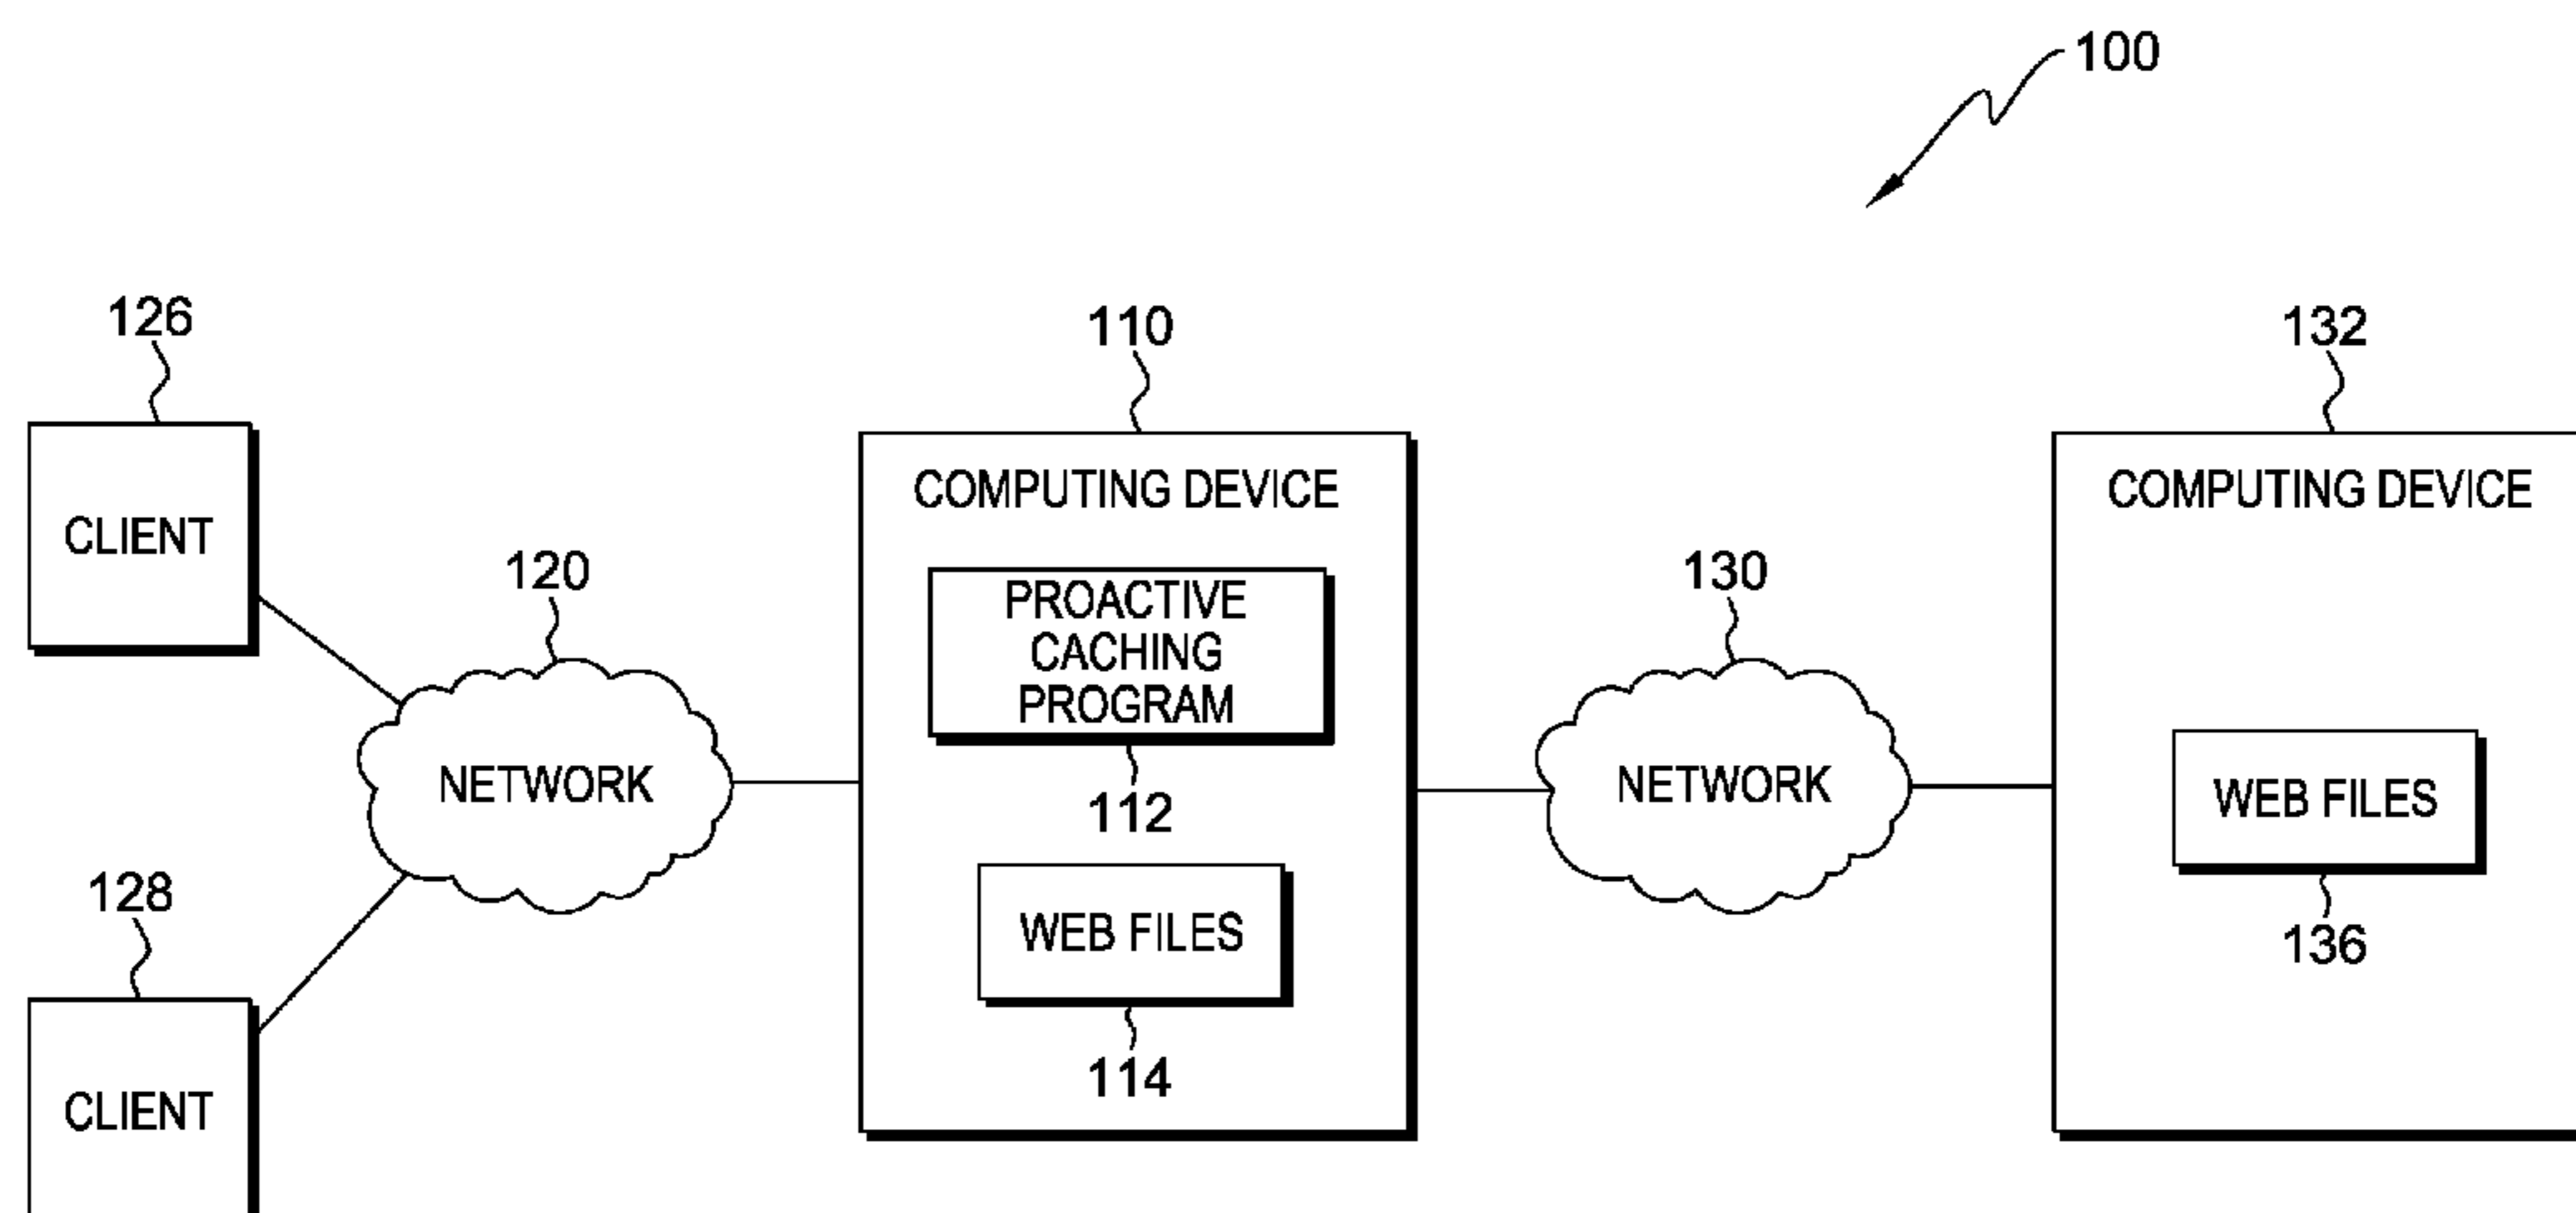 100
126
110
132
CLIENT
COMPUTING DEVICE
COMPUTING DEVICE
120
130
PROACTIVE
CACHING
PROGRAM
NETWORK
NETWORK
WEB FILES
112
128
WEB FILES
136
114
CLIENT